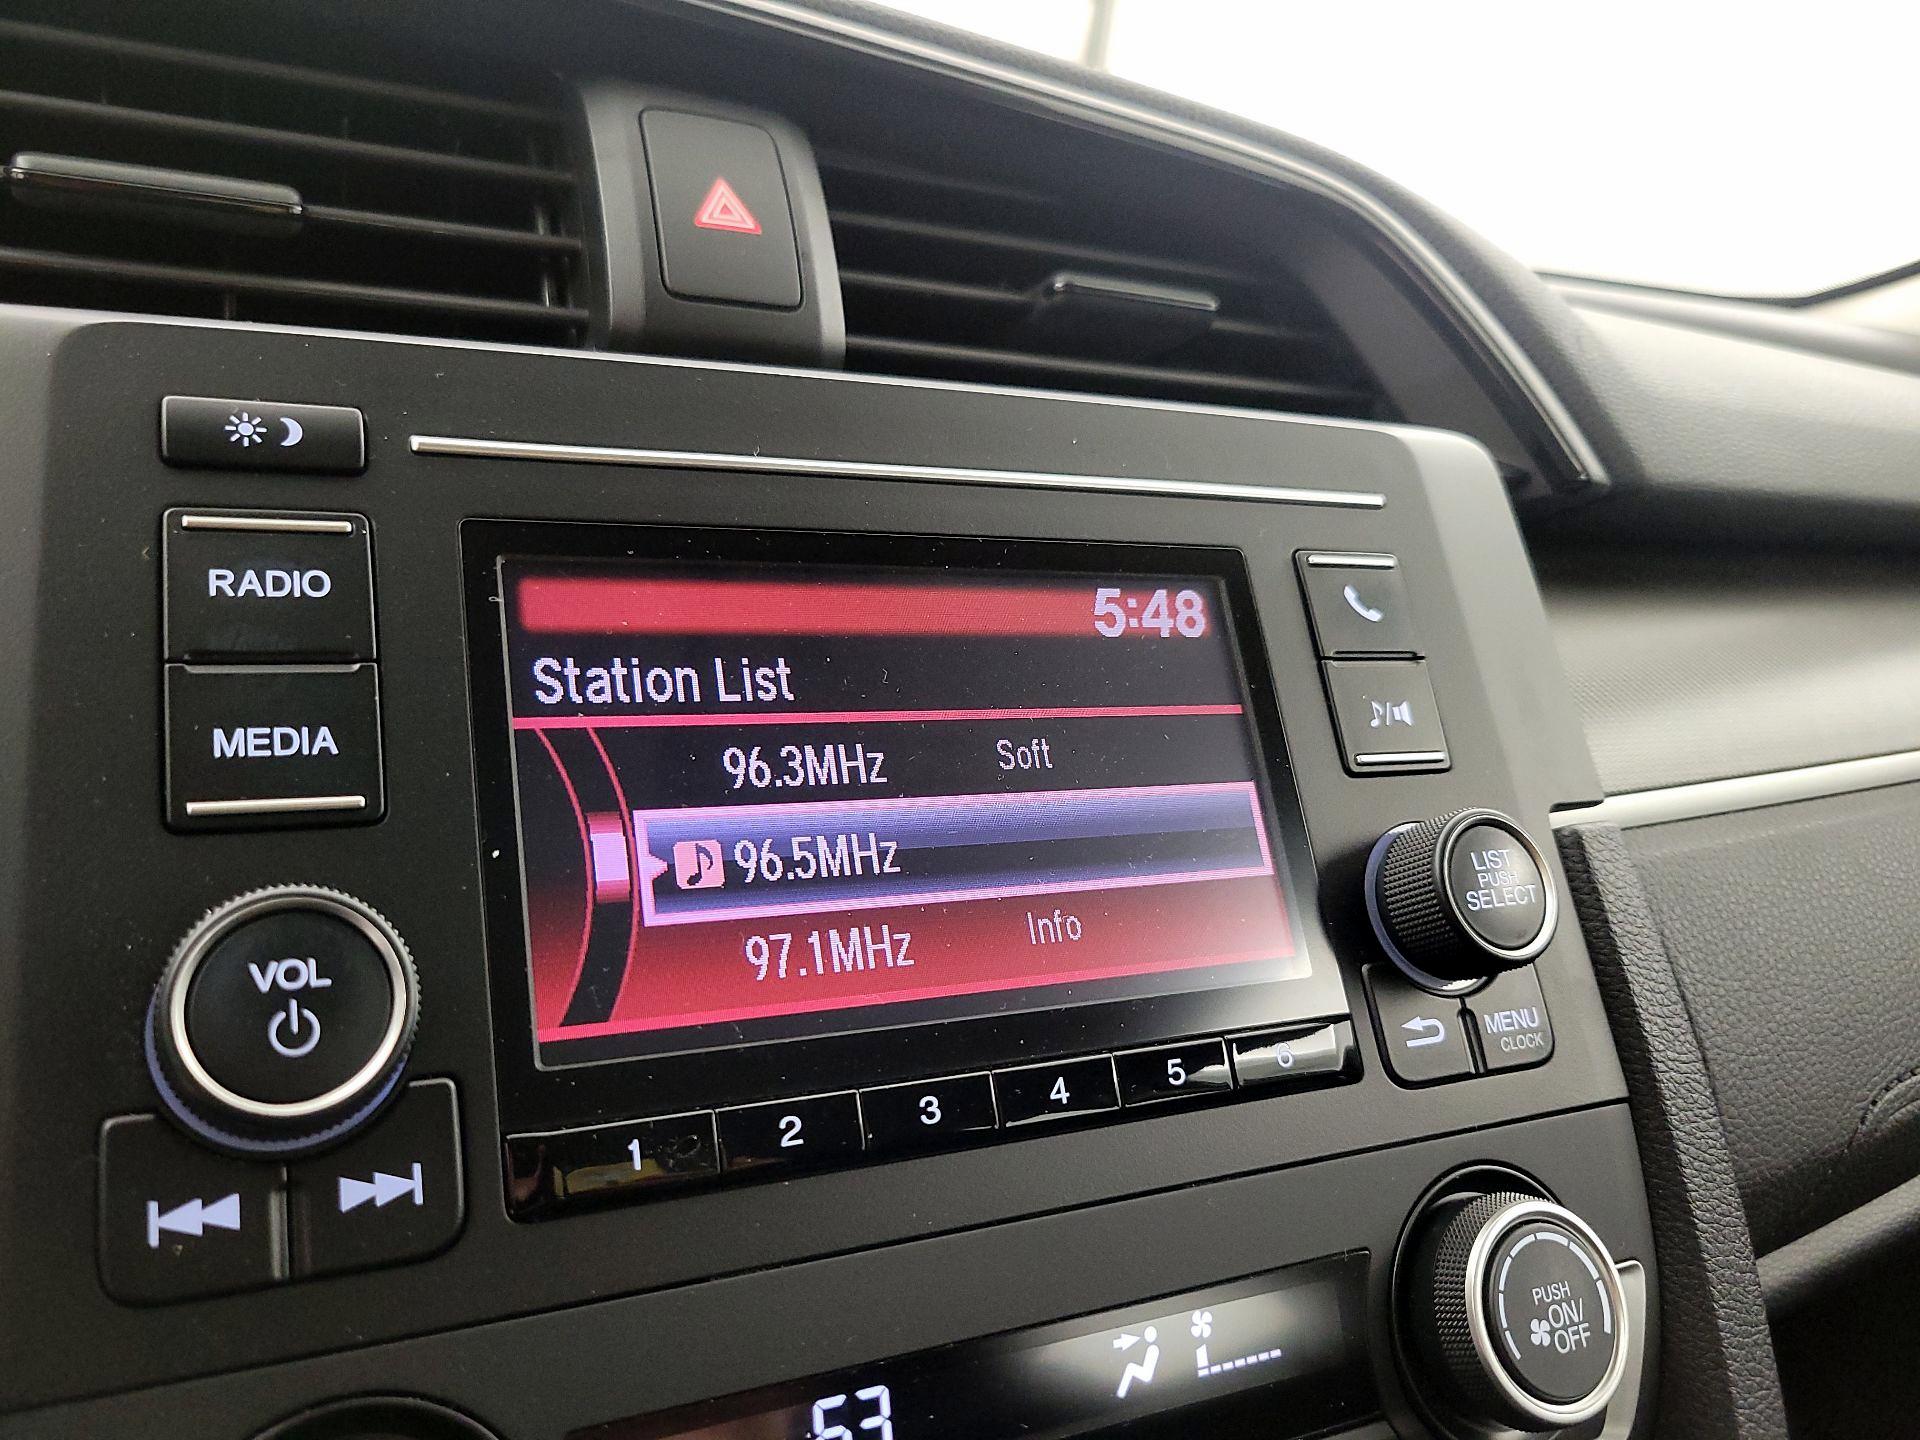 RADIO
MEDIA
5:48
Station List
96.3MHz Soft
96.5MHz
97.1MHz Info
VOL
LIST
PUSH
SELECT
MENU
CLOCK
1 2 3 4 5 6
PUSH
ON/
OFF